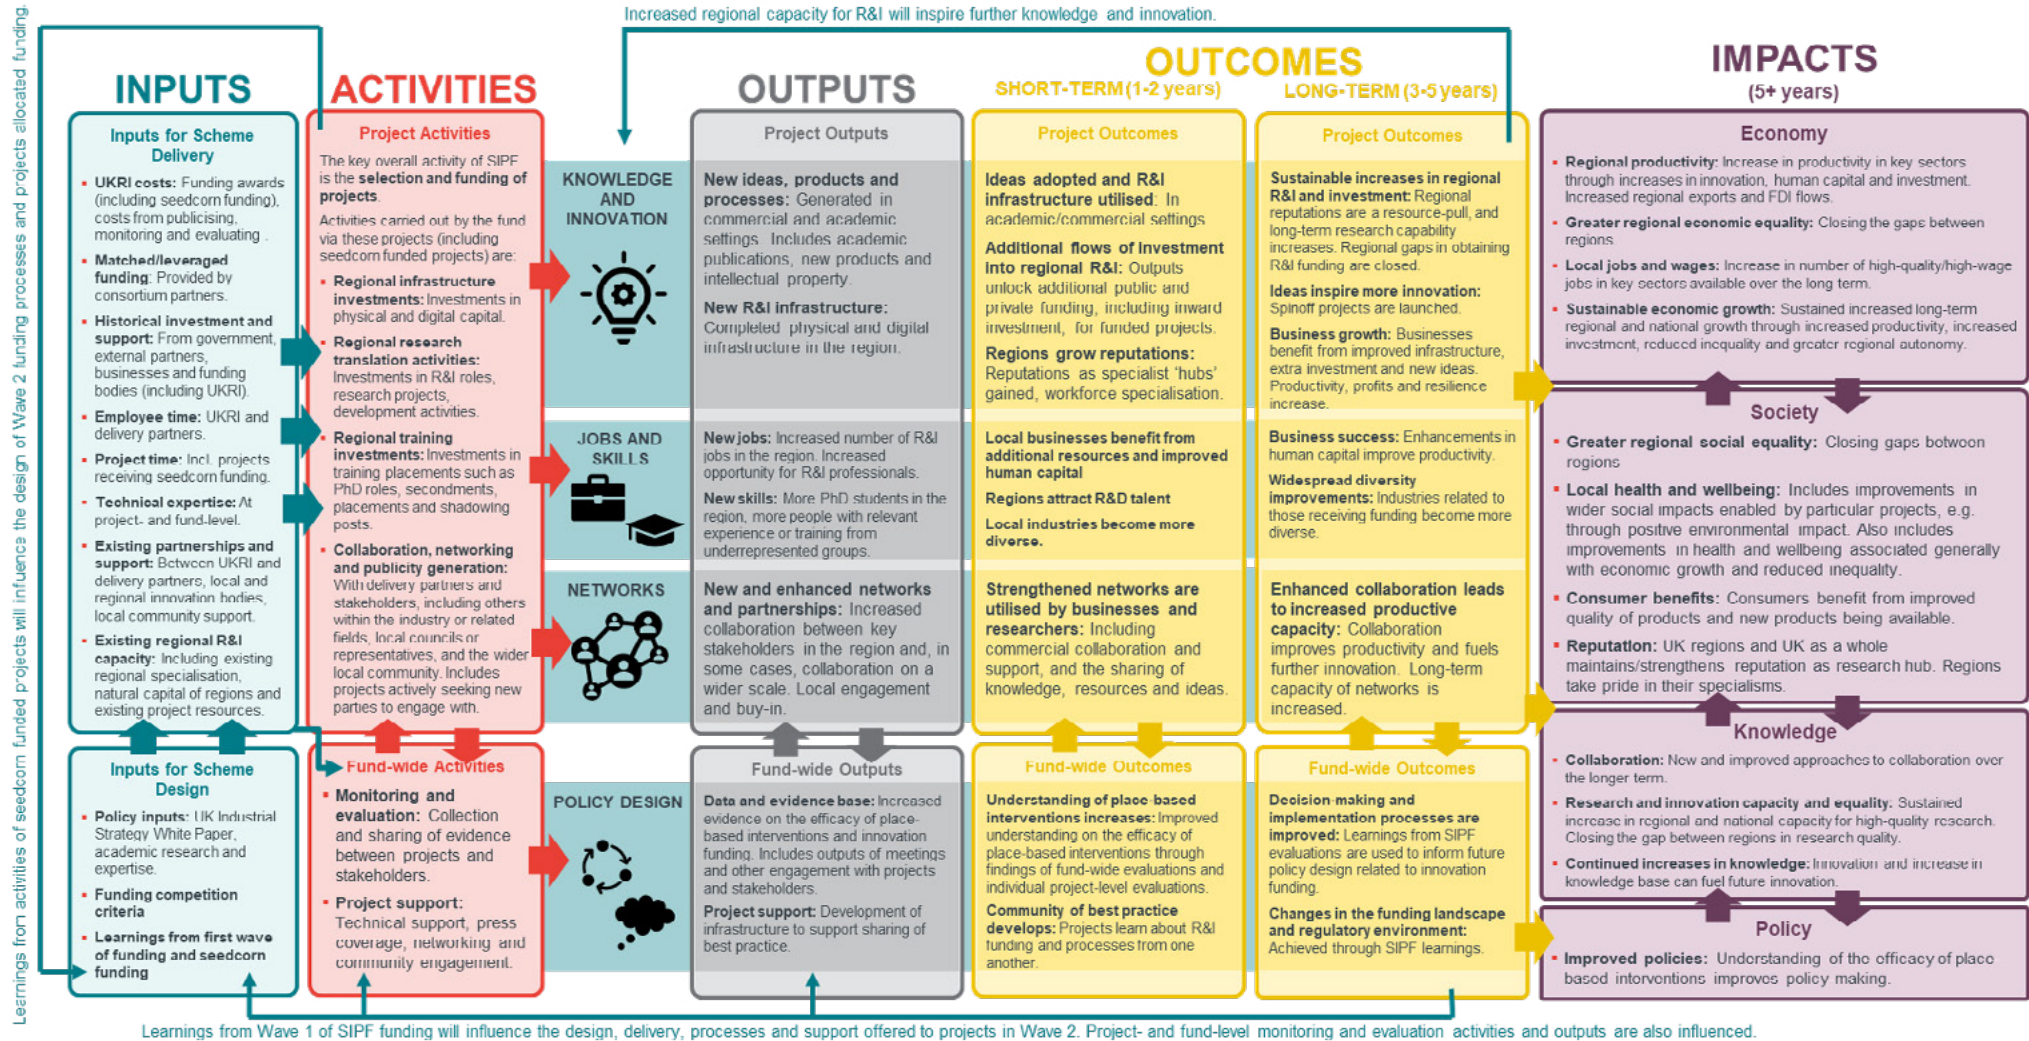 Increased regional capacity for R&I will inspire further knowledge and innovation.
Learnings from activities of seedcorn funded projects will infuence the design of Wave 2 funding processes and projects allocated funding.
INPUTS
Inputs for Scheme
Delivery
UKRI costs: Funding awards
(including seedcorn funding),
costs from publicising,
monitoring and evaluating .
Matched/leveraged
funding: Provided by
consortium partners.
Historical investment and
support: From government,
external partners,
businesses and funding
bodies (including UKRI).
Employee time: UKRI and
delivery partners.
Project time: Incl. projects
receiving seedcorn funding.
Technical expertise: At
project- and fund-level.
Existing partnerships and
support: Between UKRI and
delivery partners, local and
regional innovation bodies,
local community support.
Existing regional R&I
capacity: Including existing
regional specialisation,
natural capital of regions and
existing project resources.
Inputs for Scheme
Design
Policy inputs: UK Industrial
Strategy White Paper,
academic research and
expertise.
Funding competition
criteria
Learnings from first wave
of funding and seedcorn
funding
ACTIVITIES
Project Activities
The key overall activity of SIPF
is the selection and funding of
projects.
Activities carried out by the fund
via these projects (including
seedcorn funded projects) are:
Regional infrastructure
investments: Investments in
physical and digital capital.
Regional research
translation activities:
Investments in R&I roles,
research projects,
development activities.
Regional training
investments: Investments in
training placements such as
PhD roles, secondments,
placements and shadowing
posts.
Collaboration, networking
and publicity generation:
With delivery partners and
stakeholders, including others
within the industry or related
fields, local councils or
representatives, and the wider
local community. Includes
projects actively seeking new
parties to engage with.
Fund-wide Activities
Monitoring and
evaluation: Collection
and sharing of evidence
between projects and
stakeholders.
Project support:
Technical support, press
coverage, networking and
community engagement.
KNOWLEDGE
AND
INNOVATION
JOBS AND
SKILLS
NETWORKS
POLICY DESIGN
OUTPUTS
Project Outputs
New ideas, products and
processes: Generated in
commercial and academic
settings. Includes academic
publications, new products and
intellectual property.
New R&I infrastructure:
Completed physical and digital
infrastructure in the region.
New jobs: Increased number of R&I
jobs in the region. Increased
opportunity for R&I professionals.
New skills: More PhD students in the
region, more people with relevant
experience or training from
underrepresented groups.
New and enhanced networks
and partnerships: Increased
collaboration between key
stakeholders in the region and, in
some cases, collaboration on a
wider scale. Local engagement
and buy-in.
Fund-wide Outputs
Data and evidence base: Increased
evidence on the efficacy of place-
based interventions and innovation
funding. Includes outputs of meetings
and other engagement with projects
and stakeholders.
Project support: Development of
infrastructure to support sharing of
best practice.
OUTCOMES
SHORT-TERM (1-2 years)
Project Outcomes
Ideas adopted and R&I
infrastructure utilised: In
academic/commercial settings
Additional flows of Investment
into regional R&I: Outputs
unlock additional public and
private funding, including inward
investment, for funded projects.
Regions grow reputations:
Reputations as specialist 'hubs'
gained, workforce specialisation.
Local businesses benefit from
additional resources and improved
human capital
Regions attract R&D talent
Local industries become more
diverse.
Strengthened networks are
utilised by businesses and
researchers: Including
commercial collaboration and
support, and the sharing of
knowledge, resources and ideas.
Fund-wide Outcomes
Understanding of place-based
interventions increases: Improved
understanding on the efficacy of
place-based interventions through
findings of fund-wide evaluations and
individual project-level evaluations.
Community of best practice
develops: Projects learn about R&I
funding and processes from one
another.
LONG-TERM (3-5 years)
Project Outcomes
Sustainable increases in regional
R&I and investment: Regional
reputations are a resource-pull, and
long-term research capability
increases. Regional gaps in obtaining
R&I funding are closed.
Ideas inspire more innovation:
Spinoff projects are launched.
Business growth: Businesses
benefit from improved infrastructure,
extra investment and new ideas.
Productivity, profits and resilience
increase.
Business success: Enhancements in
human capital improve productivity.
Widespread diversity
improvements: Industries related to
those receiving funding become more
diverse.
Enhanced collaboration leads
to increased productive
capacity: Collaboration
improves productivity and fuels
further innovation. Long-term
capacity of networks is
increased.
Fund-wide Outcomes
Decision-making and
implementation processes are
improved: Learnings from SIPF
evaluations are used to inform future
policy design related to innovation
funding.
Changes in the funding landscape
and regulatory environment:
Achieved through SIPF learnings.
IMPACTS
(5+ years)
Economy
Regional productivity: Increase in productivity in key sectors
through increases in innovation, human capital and investment.
Increased regional exports and FDI flows.
Greater regional economic equality: Closing the gaps between
regions
Local jobs and wages: Increase in number of high-quality/high-wage
jobs in key sectors available over the long term.
Sustainable economic growth: Sustained increased long-term
regional and national growth through increased productivity, increased
investment, reduced inequality and greater regional autonomy.
Society
Greater regional social equality: Closing gaps between
regions
Local health and wellbeing: Includes improvements in
wider social impacts enabled by particular projects, e.g.
through positive environmental impact. Also includes
improvements in health and wellbeing associated generally
with economic growth and reduced inequality.
Consumer benefits: Consumers benefit from improved
quality of products and new products being available.
Reputation: UK regions and UK as a whole
maintains/strengthens reputation as research hub. Regions
take pride in their specialisms.
Knowledge
Collaboration: New and improved approaches to collaboration over
the longer term.
Research and innovation capacity and equality: Sustained
increase in regional and national capacity for high-quality research.
Closing the gap between regions in research quality.
Continued increases in knowledge: Innovation and increase in
knowledge base can fuel future innovation.
Policy
Improved policies: Understanding of the efficacy of place
based interventions improves policy making.
Learnings from Wave 1 of SIPF funding will influence the design, delivery, processes and support offered to projects in Wave 2. Project- and fund-level monitoring and evaluation activities and outputs are also influenced.